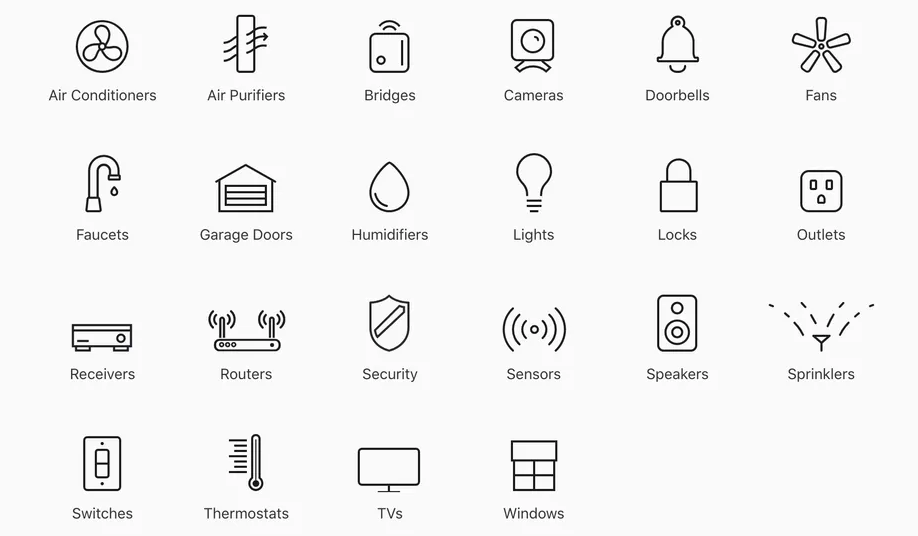 Air Conditioners
Air Purifiers
Bridges
Cameras
Doorbells
Fans
Faucets
Garage Doors
Humidifiers
Lights
Locks
Outlets
Receivers
Routers
Security
Sensors
Speakers
Sprinklers
Switches
Thermostats
TVs
Windows